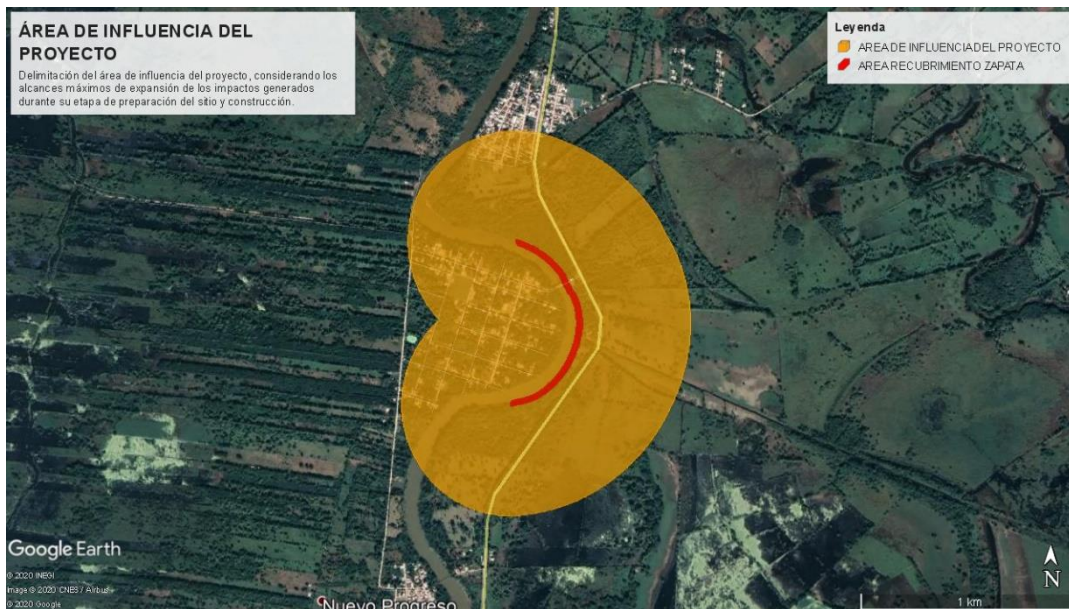 ÁREA DE INFLUENCIA DEL
PROYECTO
Delimitación del área de influencia del proyecto, considerando los
alcances máximos de expansión de los impactos generados
durante su etapa de preparación del sitio y construcción.
Leyenda
AREA DE INFLUENCIA DEL PROYECTO
AREA RECUBRIMIENTO ZAPATA
Google Earth
© 2020 INEGI
Image © 2020 CNES / Airbus
© 2020 Google
Nuevo Progreso
1 km
N